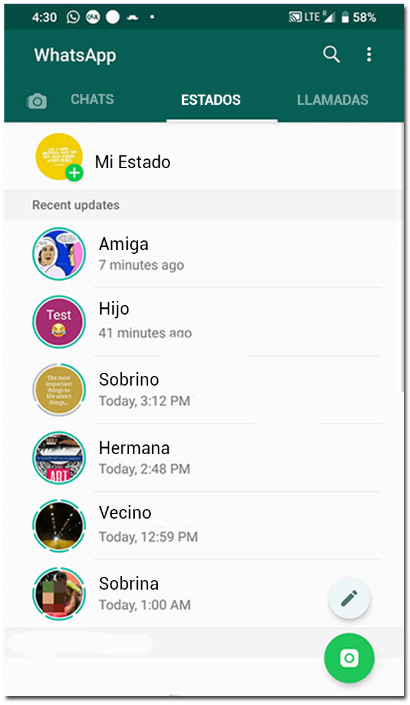 4:30
LTE
R
58%
WhatsApp
CHATS
ESTADOS
LLAMADAS
Mi Estado
Recent updates
Amiga
7 minutes ago
Test
Hijo
41 minutes ago
The most
important
things in
life aren't
things...
Sobrino
Today, 3:12 PM
ART
Hermana
Today, 2:48 PM
Vecino
Today, 12:59 PM
Sobrina
Today, 1:00 AM